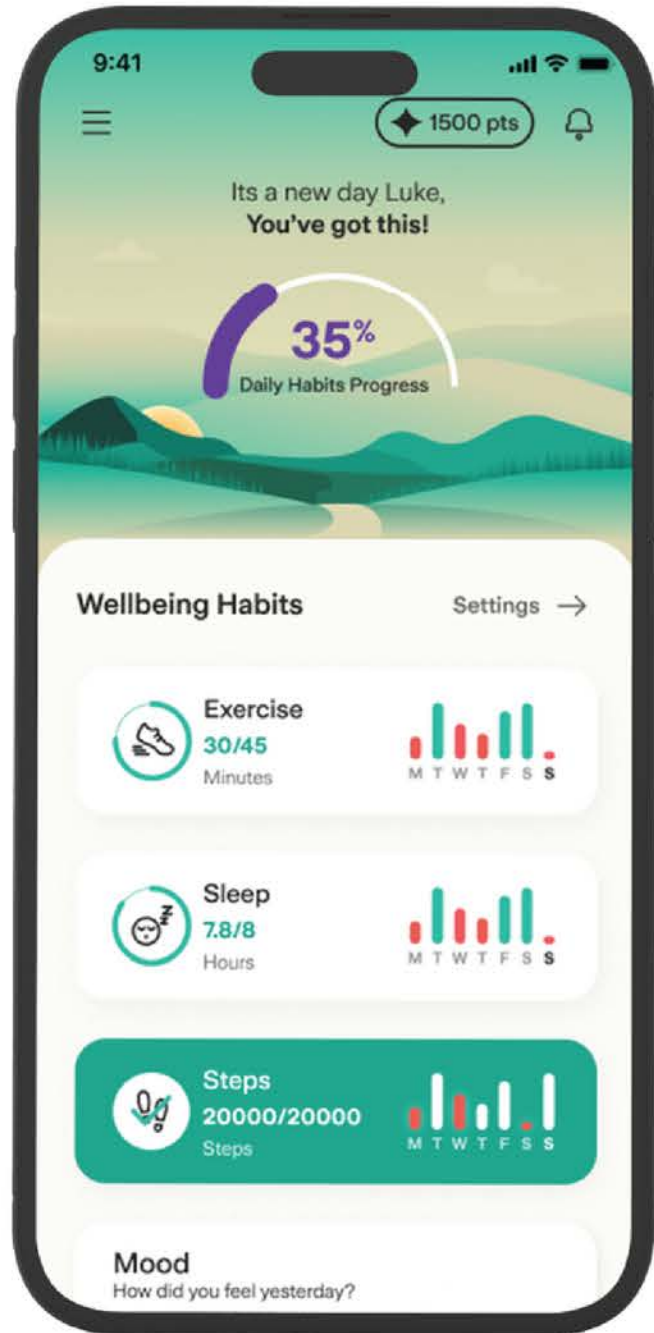 9:41
1500 pts
Its a new day Luke,
You've got this!
35%
Daily Habits Progress
Wellbeing Habits
Settings
Exercise
30/45
Minutes
M T W T F S S
Sleep
7.8/8
Hours
M T W T F S S
Steps
20000/20000
Steps
M T W T F S S
Mood
How did you feel yesterday?